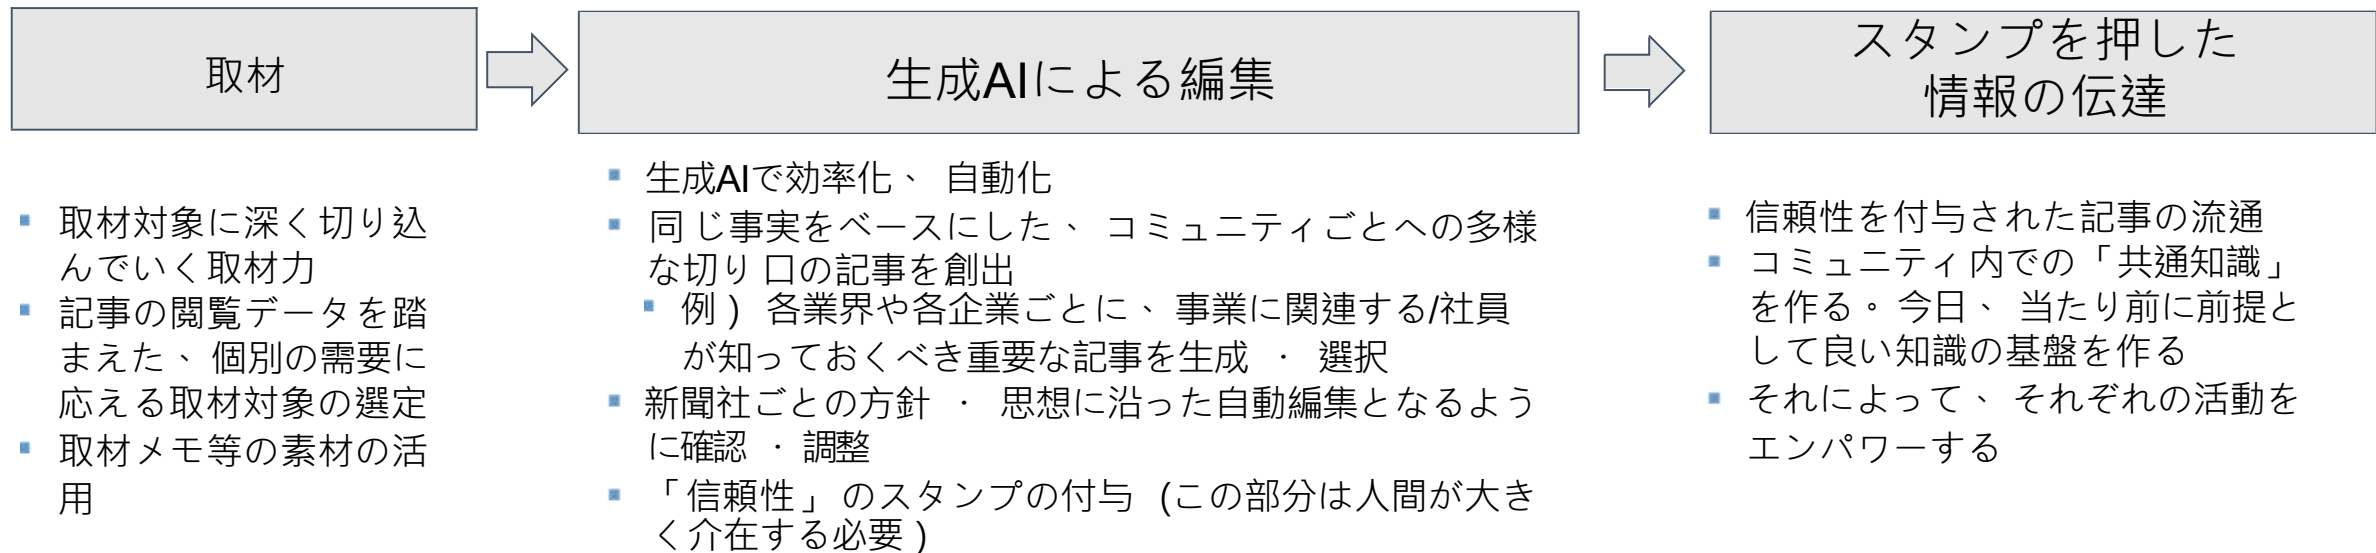 取材
生成AIによる編集
スタンプを押した
情報の伝達
取材対象に深く切り込
んでいく取材力
記事の閲覧データを踏
まえた、個別の需要に
応える取材対象の選定
取材メモ等の素材の活
用
生成AIで効率化、自動化
同じ事実をベースにした、コミュニティごとへの多様
な切り口の記事を創出
例）各業界や各企業ごとに、事業に関連する/社員
が知っておくべき重要な記事を生成・選択
新聞社ごとの方針・思想に沿った自動編集となるよう
に確認・調整
「信頼性」のスタンプの付与 (この部分は人間が大き
く介在する必要）
信頼性を付与された記事の流通
コミュニティ内での「共通知識」
を作る。今日、当たり前に前提と
して良い知識の基盤を作る
それによって、それぞれの活動を
エンパワーする